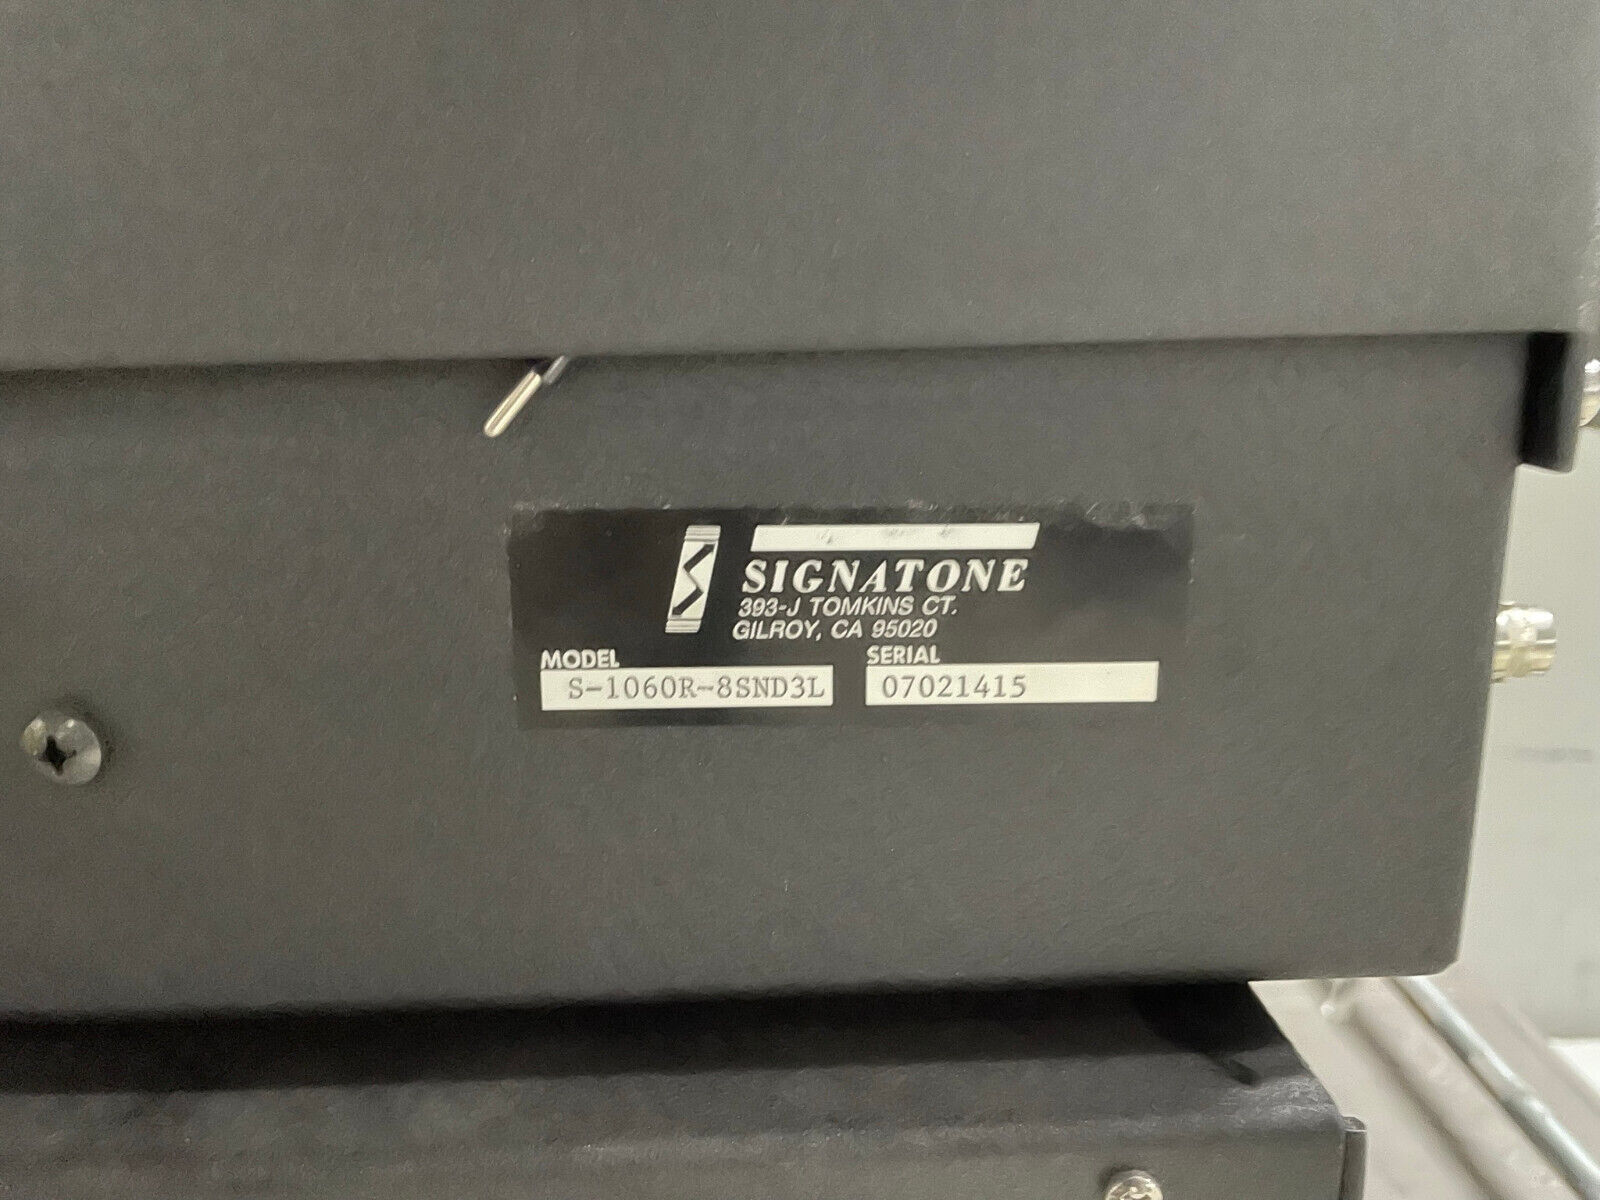 SIGNATONE
393-J TOMKINS CT.
GILROY, CA 95020
MODEL SERIAL
S-1060R-8SND3L 07021415